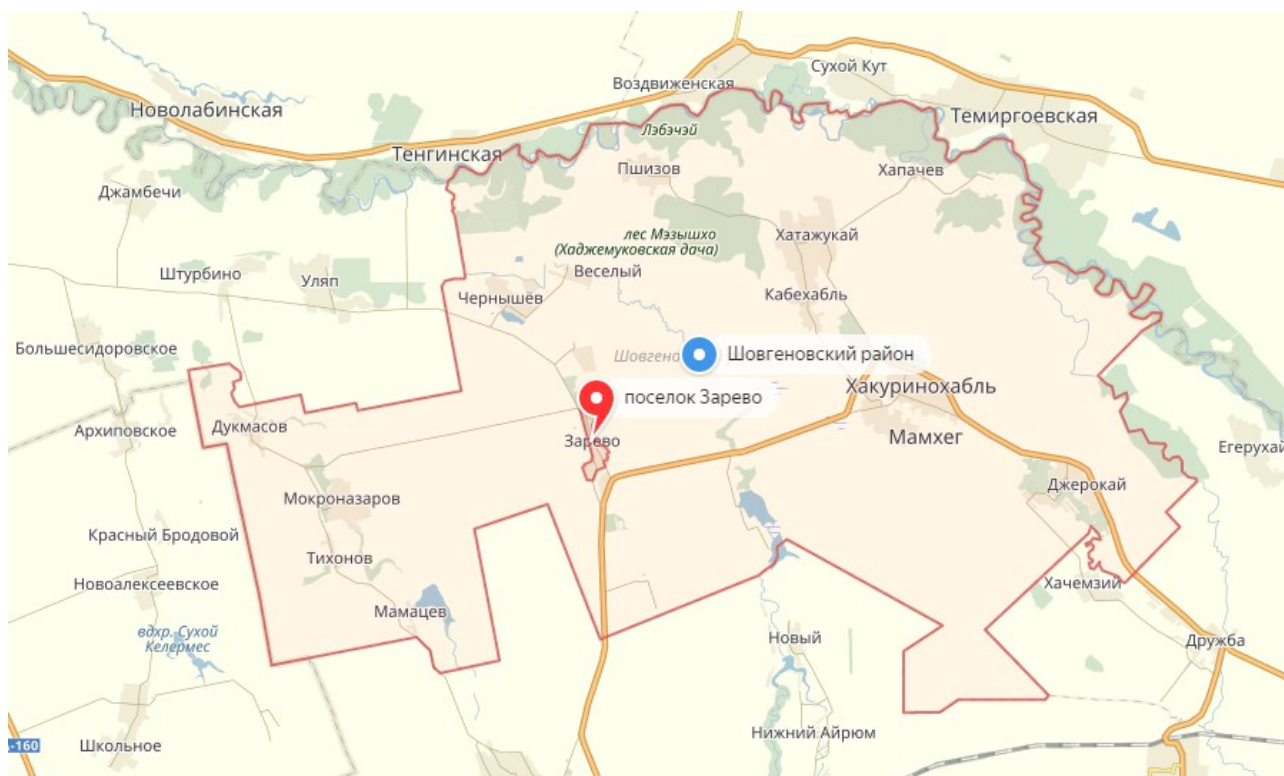 Сухой Кут
Воздвиженская
Новолабинская
Темиргоевская
Лэбэчэй
Тенгинская
Пшизов
Хапачев
Джамбечи
лес Мэзышхо
(Хаджемуковская дача)
Хатажукай
Штурбино
Уляп
Веселый
Чернышёв
Кабехабль
Большесидоровское
Шовгеновский район
Хакуринохабль
поселок Зарево
Дукмасов
Архиповское
Зарево
Мамхег
Егерухай
Мокроназаров
Джерокай
Красный Бродовой
Тихонов
Новоалексеевское
Хачемзий
Мамацев
вдхр. Сухой
Келермес
Новый
Дружба
Школьное
-160
Нижний Айрюм